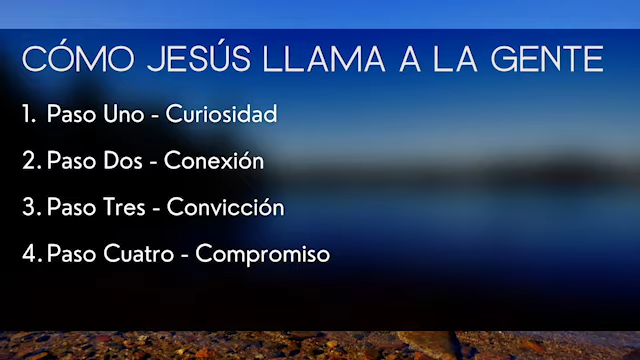 CÓMO JESÚS LLAMA A LA GENTE
1. Paso Uno - Curiosidad
2. Paso Dos - Conexión
3. Paso Tres - Convicción
4. Paso Cuatro - Compromiso